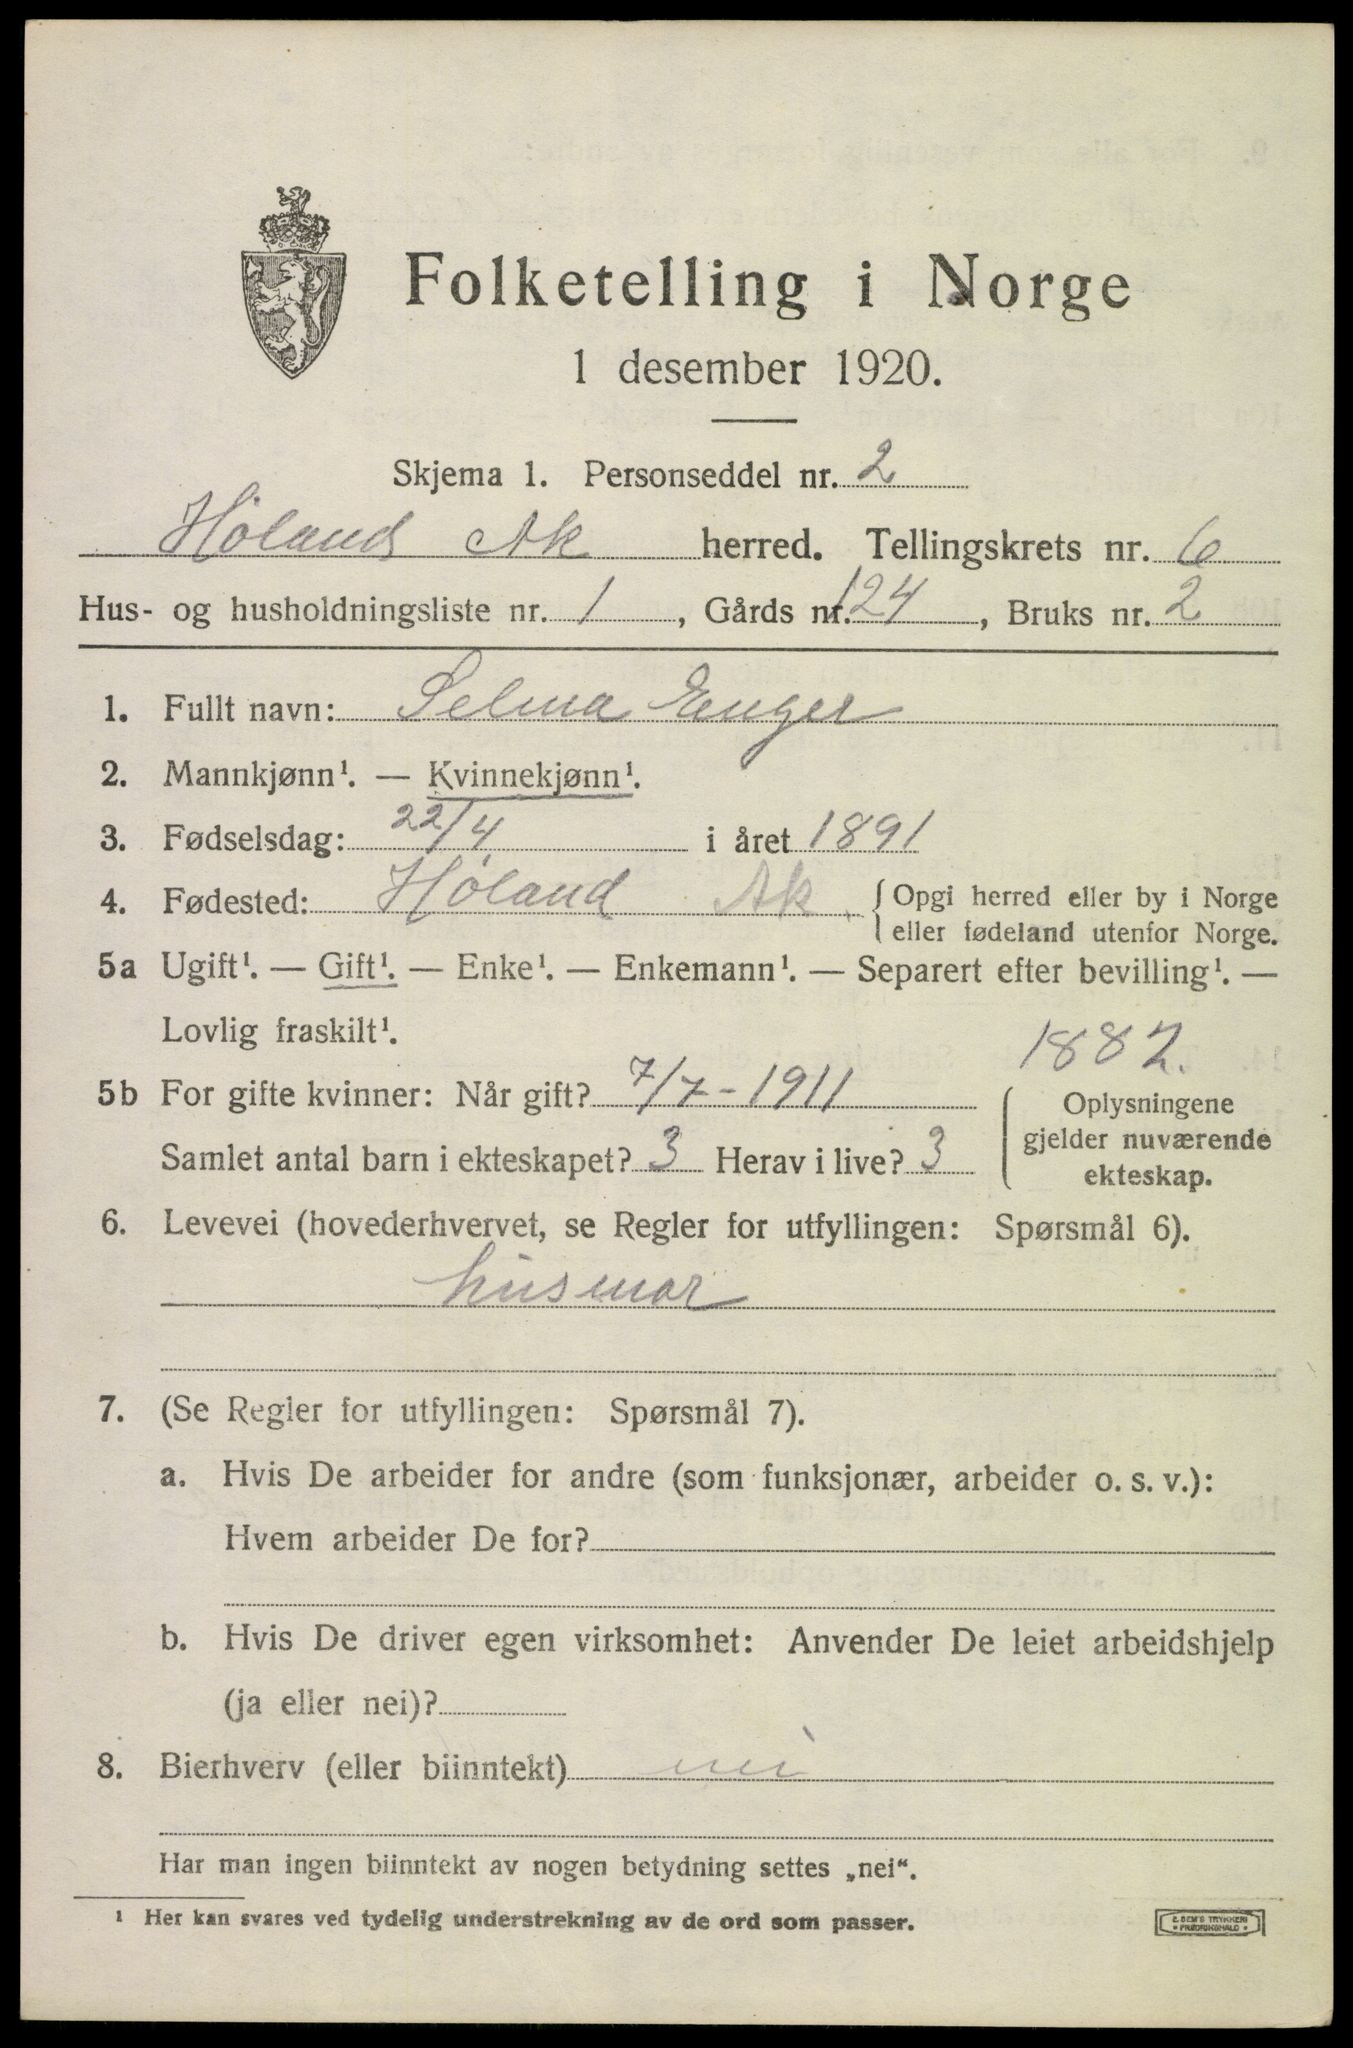 Folketelling i Norge
1 desember 1920.
Skjema 1. Personseddel nr. 2
Høland Ak herred. Tellingskrets nr. 6
Hus- og husholdningsliste nr. 1, Gårds nr. 124, Bruks nr. 2
1. Fullt navn: Selma Enger
2. Mannkjønn¹. — Kvinnekjønn¹.
3. Fødselsdag: 22/4 i året 1891
4. Fødested: Høland Ak. { Opgi herred eller by i Norge
eller fødeland utenfor Norge.
5a Ugift¹. — Gift¹. — Enke¹. — Enkemann¹. — Separert efter bevilling¹. —
Lovlig fraskilt¹.
1882.
5b For gifte kvinner: Når gift? 7/7 - 1911
Samlet antal barn i ekteskapet? 3 Herav i live? 3
Oplysningene
gjelder nuværende
ekteskap.
6. Levevei (hovederhvervet, se Regler for utfyllingen: Spørsmål 6).
husmor
7. (Se Regler for utfyllingen: Spørsmål 7).
a. Hvis De arbeider for andre (som funksjonær, arbeider o. s. v.):
Hvem arbeider De for?
b. Hvis De driver egen virksomhet: Anvender De leiet arbeidshjelp
(ja eller nei)?
8. Bierhverv (eller biinntekt) nei
Har man ingen biinntekt av nogen betydning settes „nei“.
¹ Her kan svares ved tydelig understrekning av de ord som passer.
E. SEM'S TRYKKERI
FREDRIKSHALD